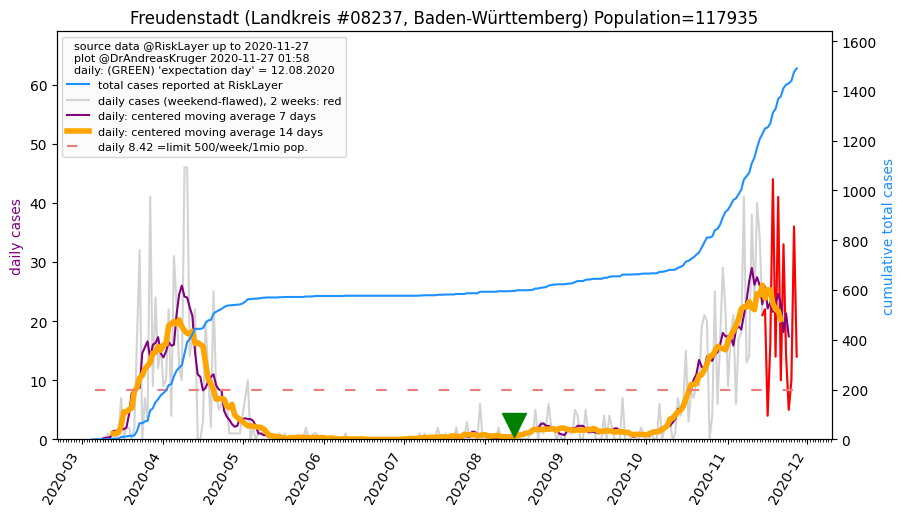 Freudenstadt (Landkreis #08237, Baden-Württemberg) Population=117935
source data @RiskLayer up to 2020-11-27
plot @DrAndreasKruger 2020-11-27 01:58
daily: (GREEN) 'expectation day' = 12.08.2020
total cases reported at RiskLayer
daily cases (weekend-flawed), 2 weeks: red
daily: centered moving average 7 days
daily: centered moving average 14 days
daily 8.42 =limit 500/week/1mio pop.
daily cases
60
50
40
30
20
10
0
1600
1400
1200
1000
800
600
400
200
0
cumulative total cases
2020-03
2020-04
2020-05
2020-06
2020-07
2020-08
2020-09
2020-10
2020-11
2020-12